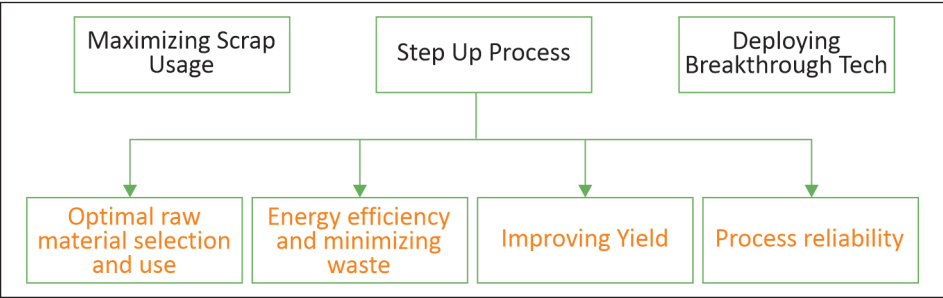 Maximizing Scrap
Usage
Step Up Process
Deploying
Breakthrough Tech
Optimal raw
material selection
and use
Energy efficiency
and minimizing
waste
Improving Yield
Process reliability